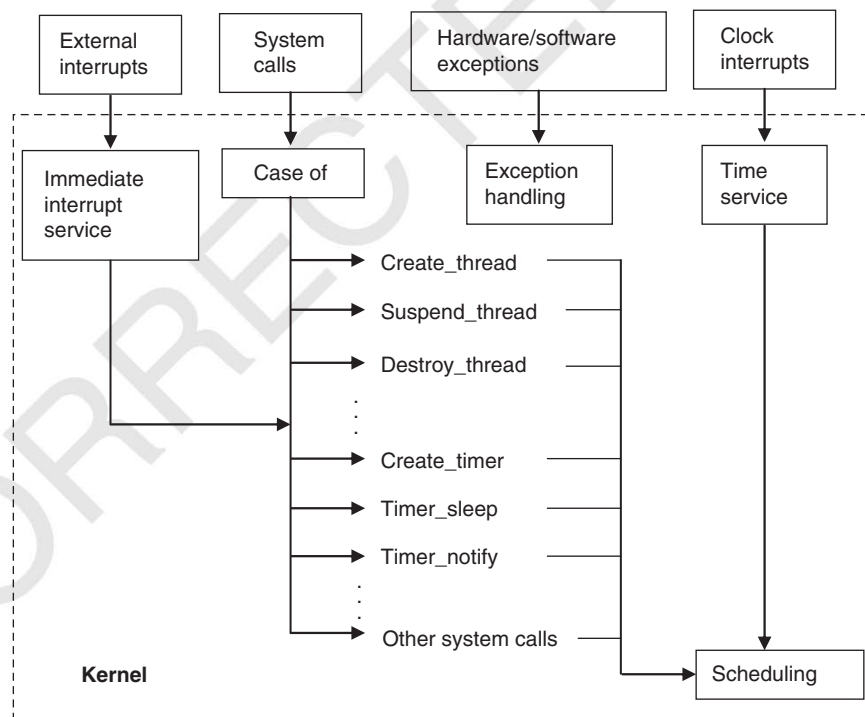 External
interrupts
System
calls
Hardware/software
exceptions
Clock
interrupts
Immediate
interrupt
service
Case of
Exception
handling
Time
service
Create_thread
Suspend_thread
Destroy_thread
Create_timer
Timer_sleep
Timer_notify
Other system calls
Kernel
Scheduling
ORRECTE